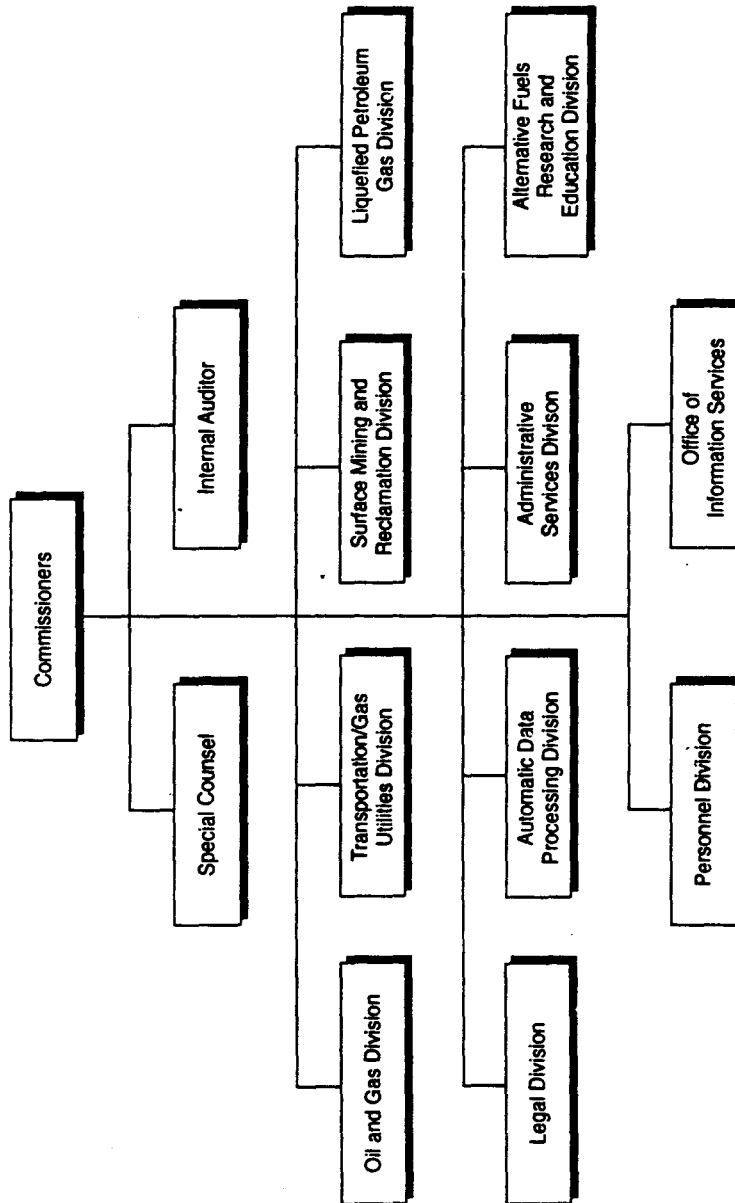 Commissioners
Special Counsel
Internal Auditor
Oil and Gas Division
Transportation/Gas
Utilities Division
Surface Mining and
Reclamation Division
Liquefied Petroleum
Gas Division
Legal Division
Automatic Data
Processing Division
Administrative
Services Divison
Alternative Fuels
Research and
Education Division
Personnel Division
Office of
Information Services